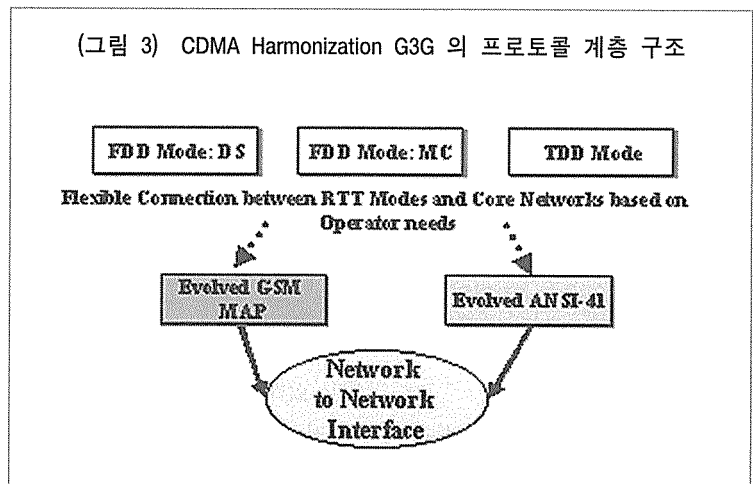 (그림 3) CDMA Harmonization G3G 의 프로토콜 계층 구조
FDD Mode: DS
FDD Mode: MC
TDD Mode
Flexible Connection between RTT Modes and Core Networks based on
Operator needs
Evolved GSM
MAP
Evolved ANSI-41
Network
to Network
Interface